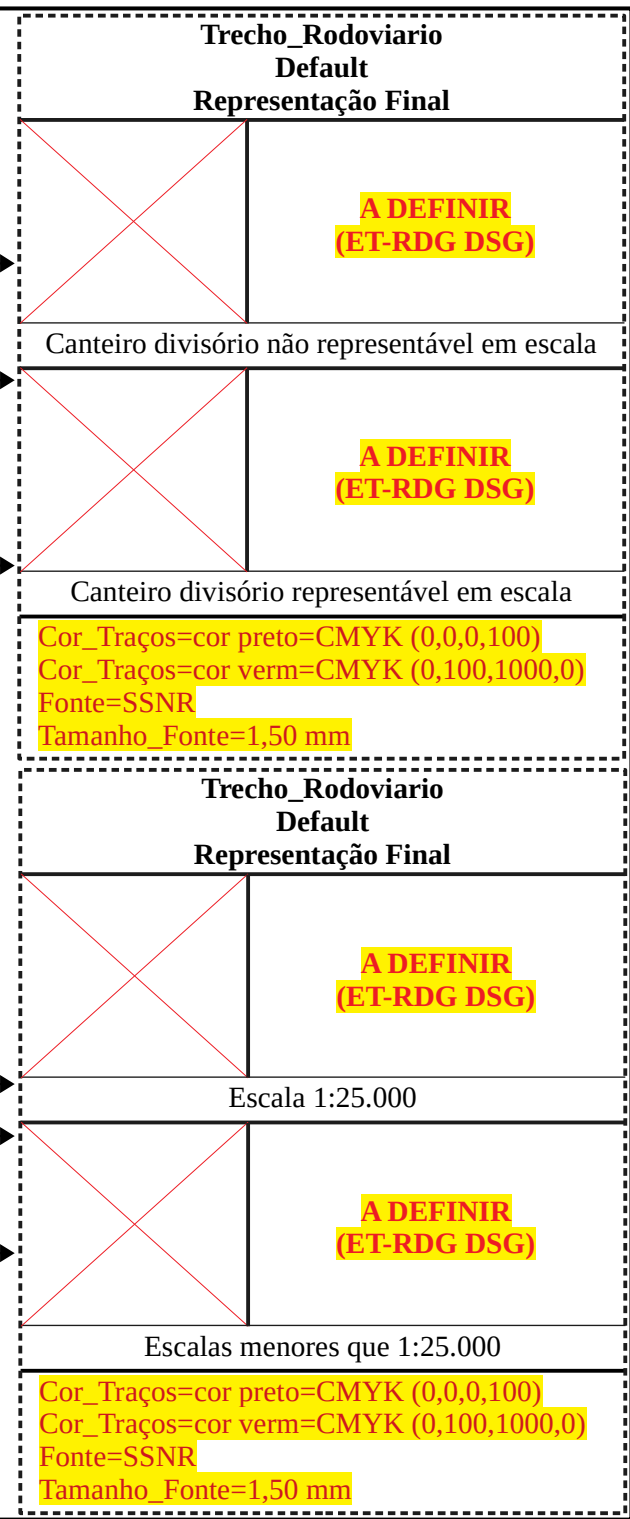 Trecho_Rodoviario
Default
Representação Final
A DEFINIR
(ET-RDG DSG)
Canteiro divisório não representável em escala
A DEFINIR
(ET-RDG DSG)
Canteiro divisório representável em escala
Cor_Traços=cor preto=CMYK (0,0,0,100)
Cor_Traços=cor verm=CMYK (0,100,1000,0)
Fonte=SSNR
Tamanho_Fonte=1,50 mm
Trecho_Rodoviario
Default
Representação Final
A DEFINIR
(ET-RDG DSG)
Escala 1:25.000
A DEFINIR
(ET-RDG DSG)
Escalas menores que 1:25.000
Cor_Traços=cor preto=CMYK (0,0,0,100)
Cor_Traços=cor verm=CMYK (0,100,1000,0)
Fonte=SSNR
Tamanho_Fonte=1,50 mm